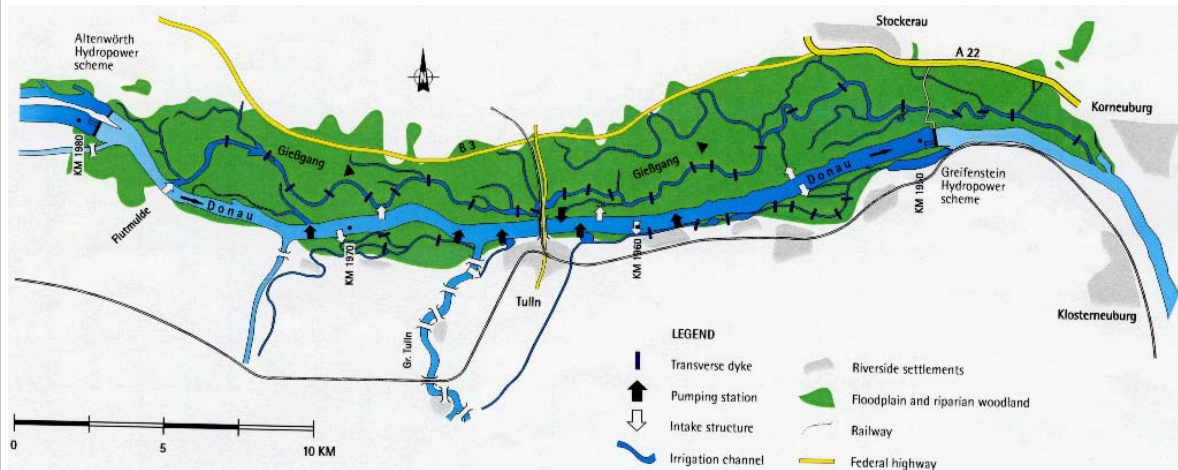 Altenwörth
Hydropower
scheme
KM 1980
Flutmulde
Donau
Gießgang
KM 1970
B 3
N
Gr. Tulln
Tulln
KM 1960
Gießgang
Donau
Stockerau
A 22
Korneuburg
KM 1950
Greifenstein
Hydropower
scheme
Klosterneuburg
LEGEND
Transverse dyke
Pumping station
Intake structure
Irrigation channel
Riverside settlements
Floodplain and riparian woodland
Railway
Federal highway
0 5 10 KM